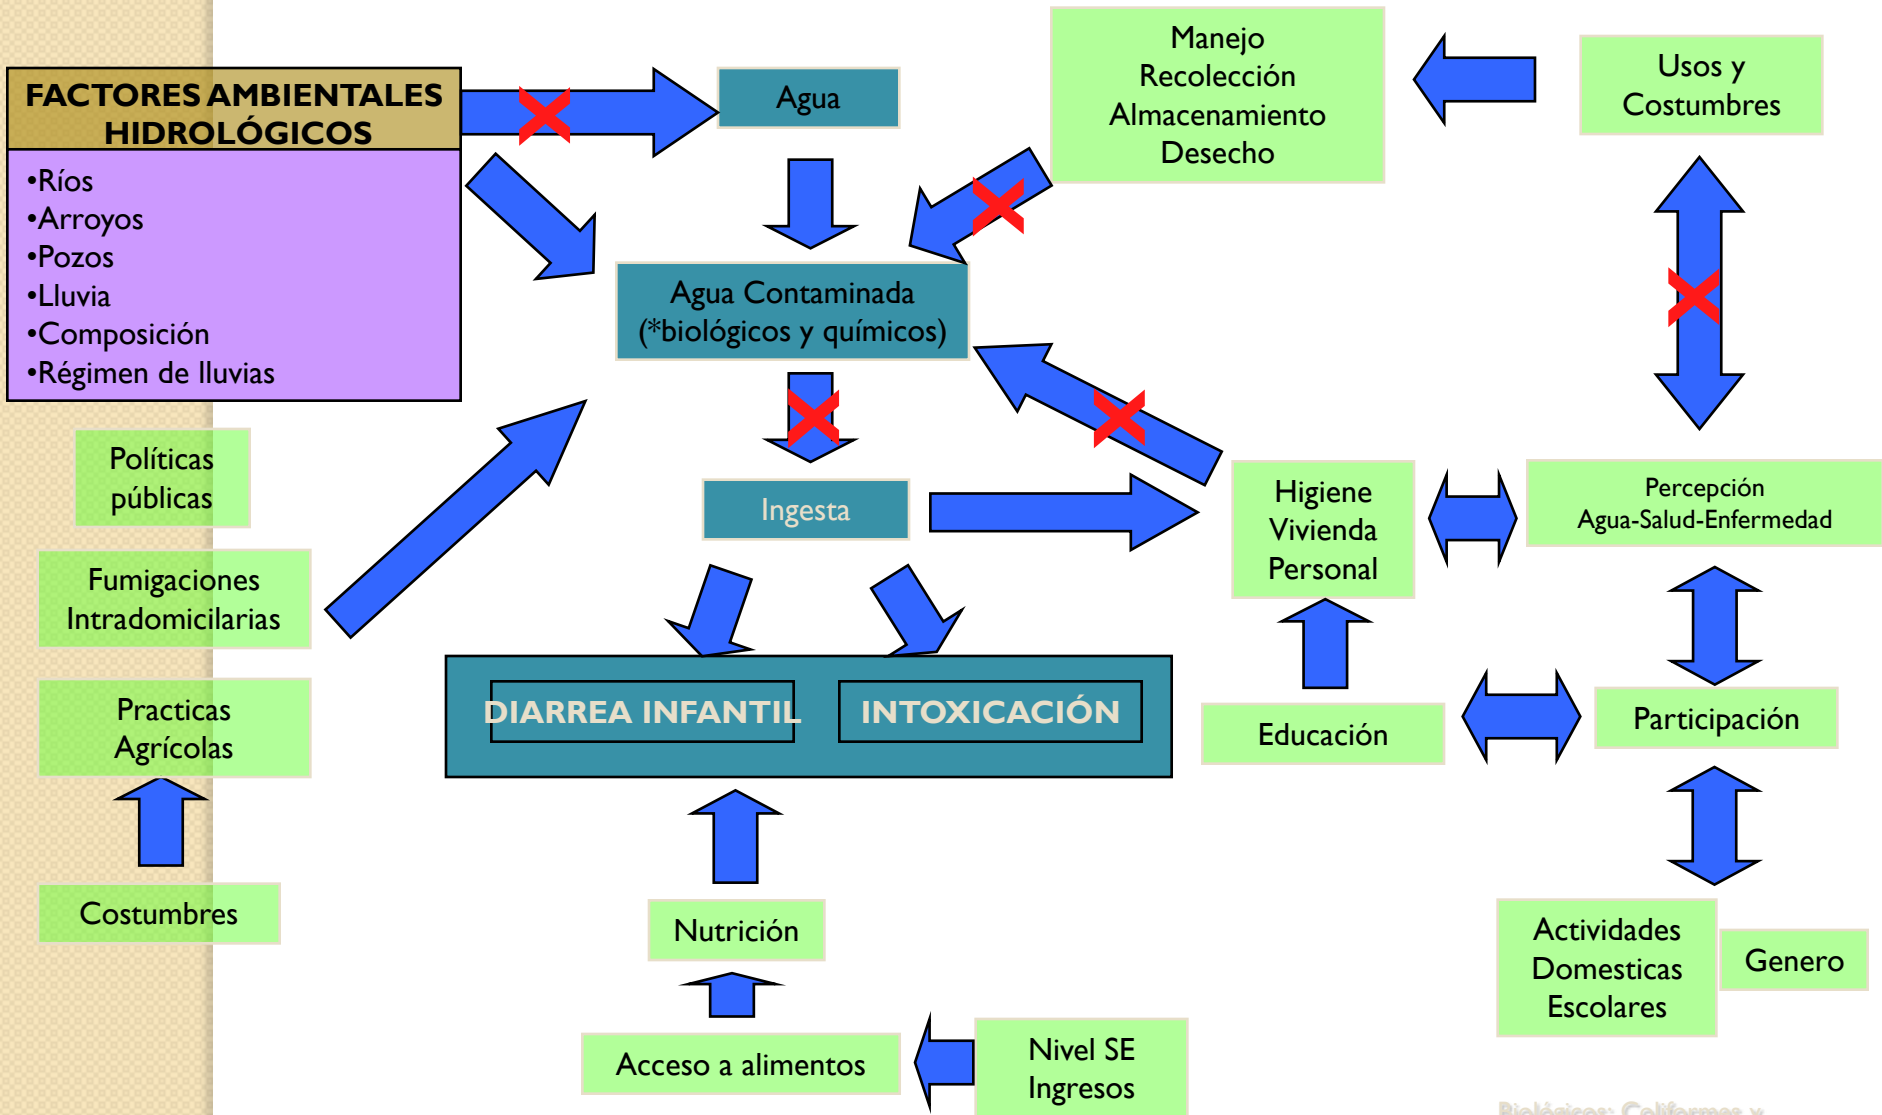 FACTORES AMBIENTALES
HIDROLÓGICOS
•Ríos
•Arroyos
•Pozos
•Lluvia
•Composición
•Régimen de lluvias
Agua
Manejo
Recolección
Almacenamiento
Desecho
Usos y
Costumbres
Agua Contaminada
(*biológicos y químicos)
Políticas
públicas
Ingesta
Higiene
Vivienda
Personal
Percepción
Agua-Salud-Enfermedad
Fumigaciones
Intradomicilarias
Practicas
Agrícolas
DIARREA INFANTIL
INTOXICACIÓN
Educación
Participación
Costumbres
Nutrición
Actividades
Domesticas
Escolares
Genero
Acceso a alimentos
Nivel SE
Ingresos
Biológicos: Coliformes y